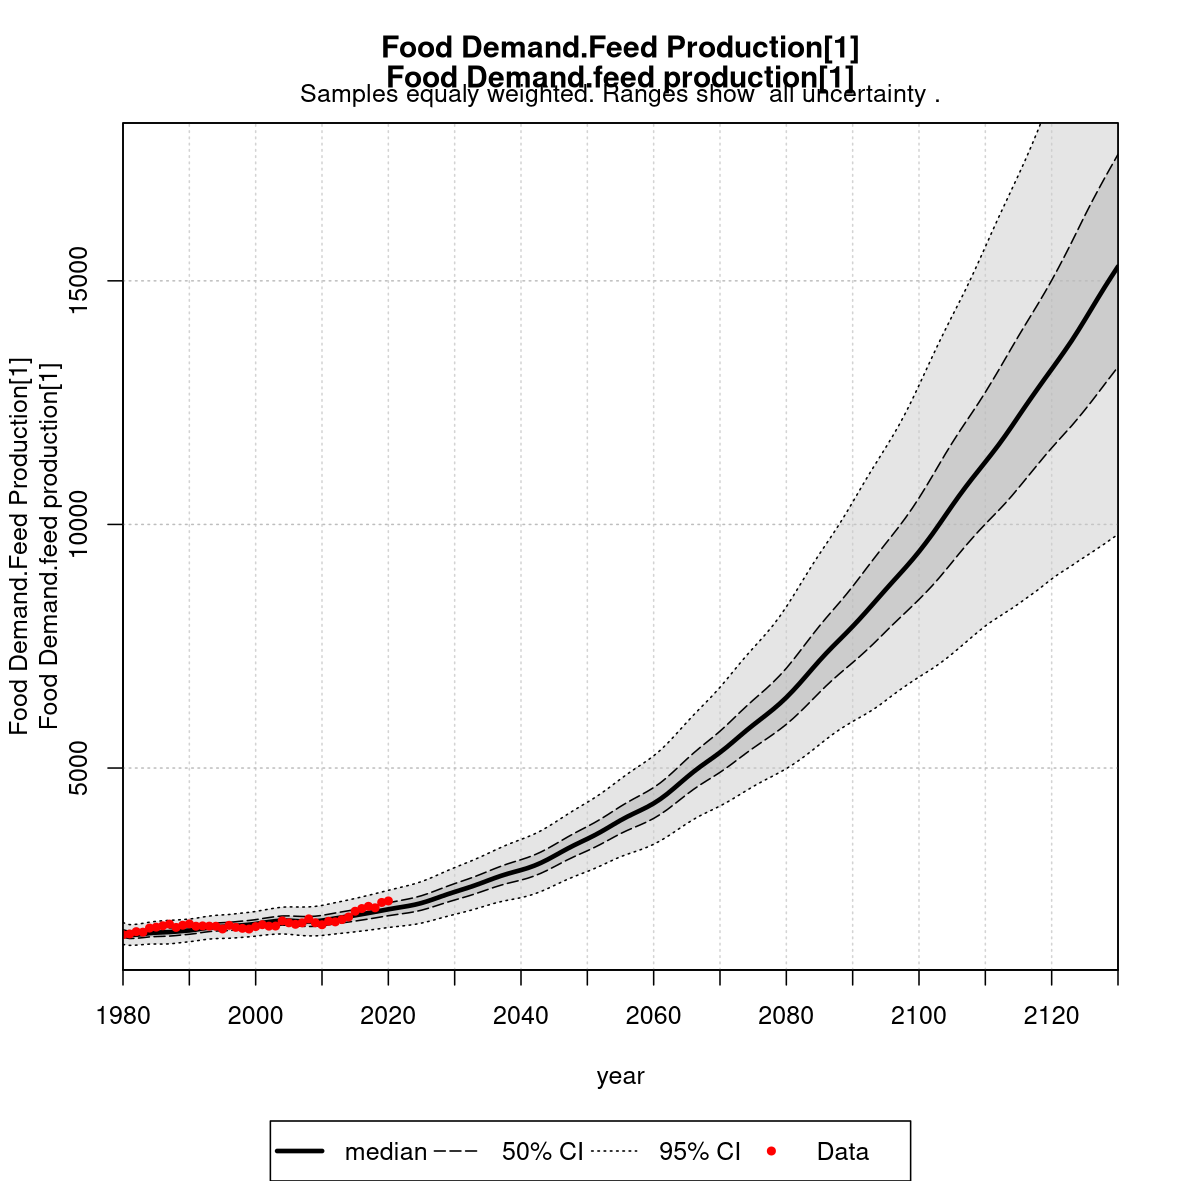 Food Demand.Feed Production[1]
Food Demand.feed production[1]
Samples equaly weighted. Ranges show  all uncertainty .
Food Demand.Feed Production[1]
Food Demand.feed production[1]
15000
10000
5000
1980 2000 2020 2040 2060 2080 2100 2120
year
median 50% CI 95% CI Data